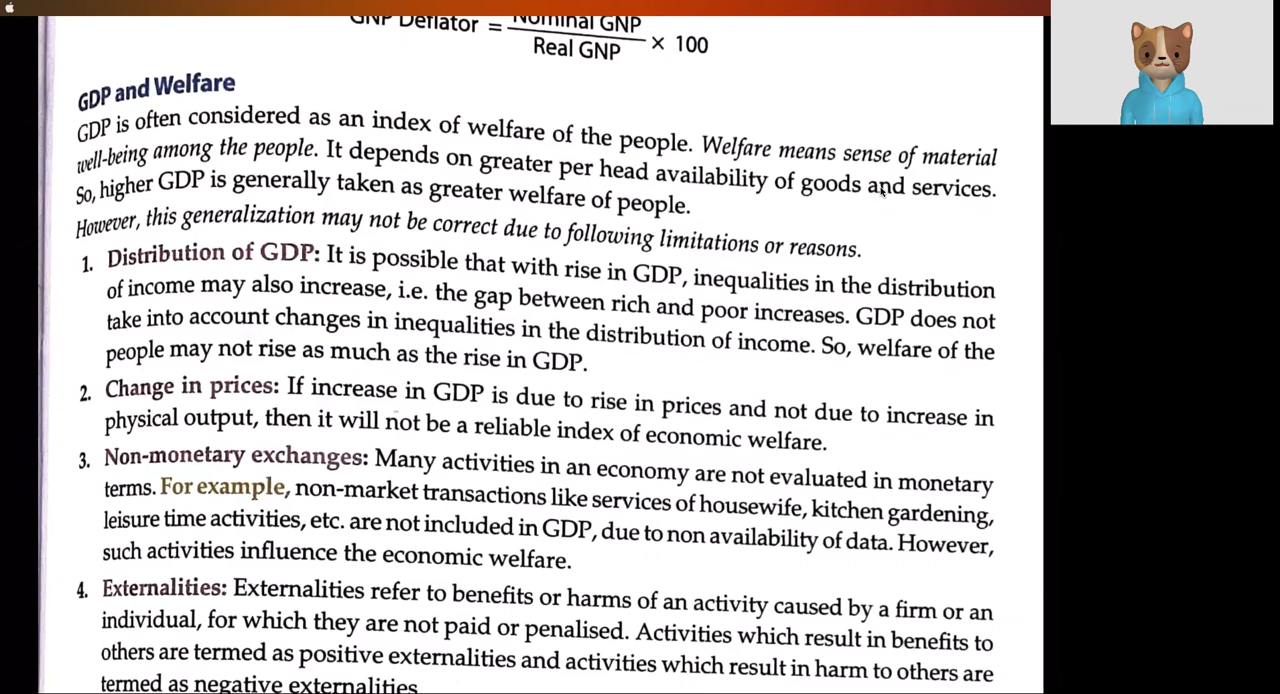 GNP Deflator = Nominal GNP / Real GNP × 100
GDP and Welfare
GDP is often considered as an index of welfare of the people. Welfare means sense of material
well-being among the people. It depends on greater per head availability of goods and services.
So, higher GDP is generally taken as greater welfare of people.
However, this generalization may not be correct due to following limitations or reasons.
1. Distribution of GDP: It is possible that with rise in GDP, inequalities in the distribution
of income may also increase, i.e. the gap between rich and poor increases. GDP does not
take into account changes in inequalities in the distribution of income. So, welfare of the
people may not rise as much as the rise in GDP.
2. Change in prices: If increase in GDP is due to rise in prices and not due to increase in
physical output, then it will not be a reliable index of economic welfare.
3. Non-monetary exchanges: Many activities in an economy are not evaluated in monetary
terms. For example, non-market transactions like services of housewife, kitchen gardening,
leisure time activities, etc. are not included in GDP, due to non availability of data. However,
such activities influence the economic welfare.
4. Externalities: Externalities refer to benefits or harms of an activity caused by a firm or an
individual, for which they are not paid or penalised. Activities which result in benefits to
others are termed as positive externalities and activities which result in harm to others are
termed as negative externalities